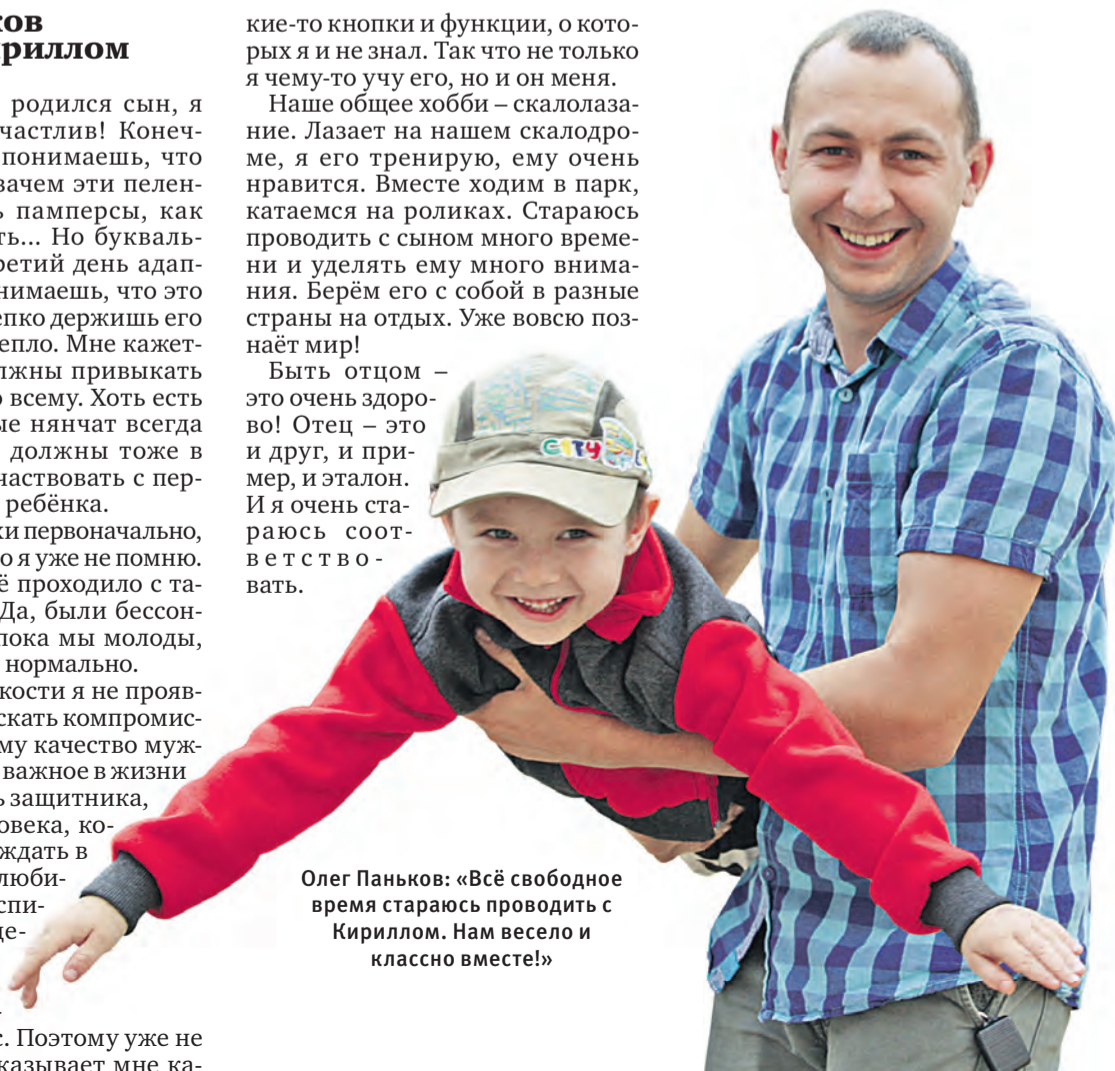 ков
ириллом
родился сын, я
частлив! Конеч-
понимаешь, что
зачем эти пелен-
ь памперсы, как
ть... Но букваль-
ретий день адап-
нимаешь, что это
епко держишь его
епло. Мне кажет-
лжны привыкать
о всему. Хоть есть
ые нянчат всегда
должны тоже в
частвовать с пер-
ребёнка.
ки первоначально,
о я уже не помню.
ё проходило с та-
Да, были бессон-
пока мы молоды,
нормально.
кости я не прояв-
скать компромис-
му качество муж-
важное в жизни
ь защитника,
овека, ко-
ждать в
люби-
спи-
де-
с. Поэтому уже не
казывает мне ка-
кие-то кнопки и функции, о кото-
рых я и не знал. Так что не только
я чему-то учу его, но и он меня.
Наше общее хобби – скалолаза-
ние. Лазает на нашем скалодро-
ме, я его тренирую, ему очень
нравится. Вместе ходим в парк,
катаемся на роликах. Стараюсь
проводить с сыном много време-
ни и уделять ему много внима-
ния. Берём его с собой в разные
страны на отдых. Уже вовсю поз-
наёт мир!
Быть отцом –
это очень здоро-
во! Отец – это
и друг, и при-
мер, и эталон.
И я очень ста-
раюсь соот-
ветство-
вать.
CITY
Олег Паньков: «Всё свободное
время стараюсь проводить с
Кириллом. Нам весело и
классно вместе!»